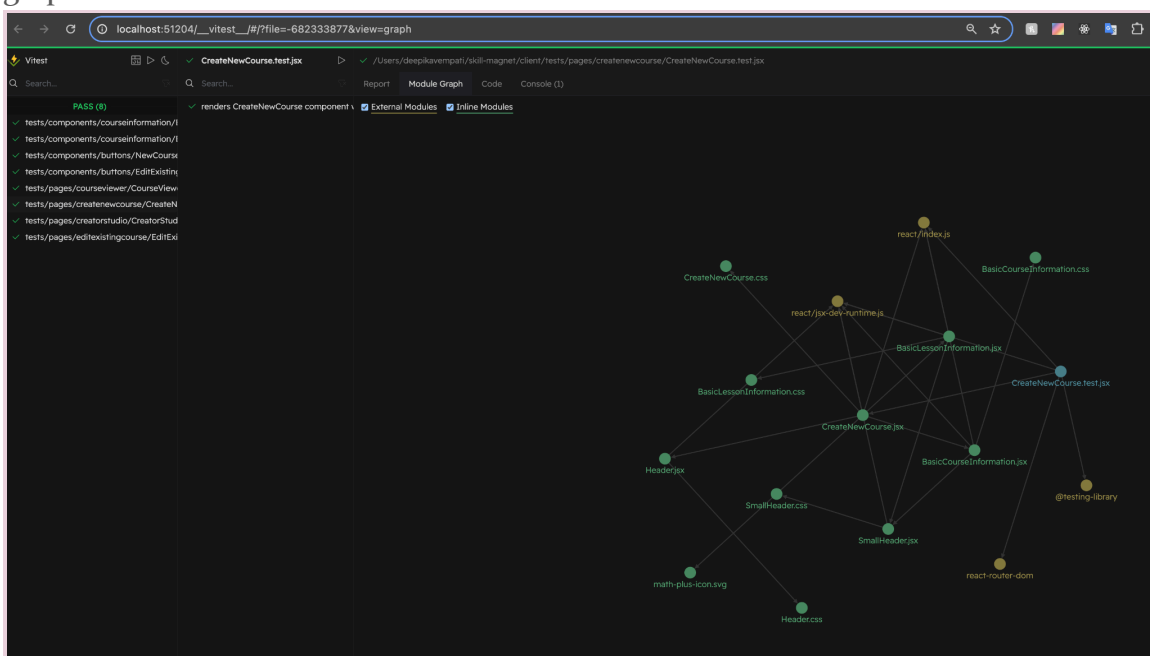 localhost:51204/__vitest__/#/?file=-682333877&view=graph
Vitest
Search...
PASS (8)
tests/components/courseinformation/
tests/components/courseinformation/
tests/components/buttons/NewCourse
tests/components/buttons/EditExisting
tests/pages/courseviewer/CourseView
tests/pages/createnewcourse/CreateN
tests/pages/creatorstudio/CreatorStud
tests/pages/editexistingcourse/EditExi
CreateNewCourse.test.jsx
Search...
renders CreateNewCourse component
/Users/deepikavempati/skill-magnet/client/tests/pages/createnewcourse/CreateNewCourse.test.jsx
Report Module Graph Code Console (1)
External Modules Inline Modules
react/index.js
BasicCourseInformation.css
CreateNewCourse.css
react/jsx-dev-runtime.js
BasicLessonInformation.jsx
CreateNewCourse.test.jsx
BasicLessonInformation.css
CreateNewCourse.jsx
BasicCourseInformation.jsx
Header.jsx
@testing-library
SmallHeader.css
SmallHeader.jsx
react-router-dom
math-plus-icon.svg
Header.css